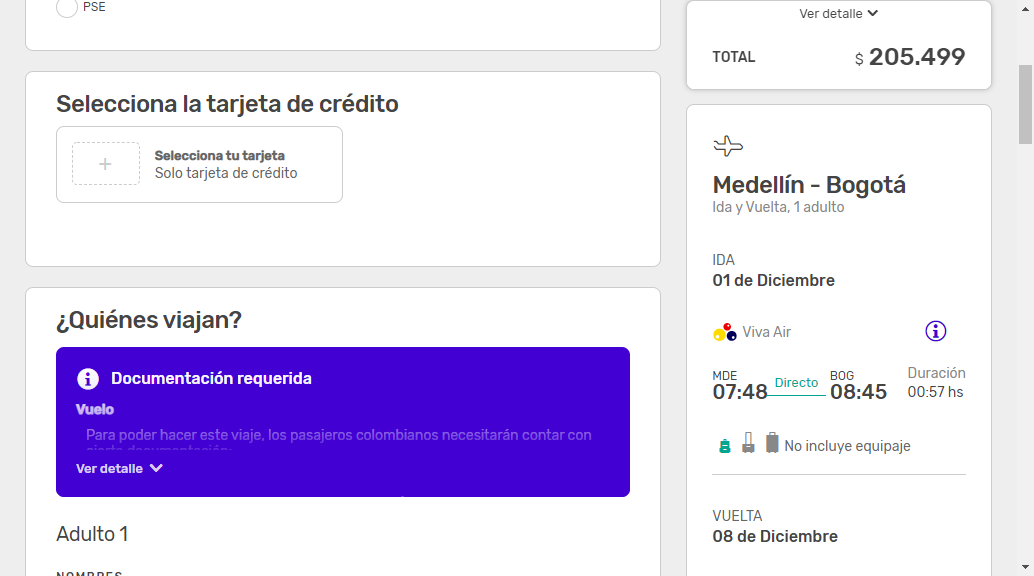 PSE
Selecciona la tarjeta de crédito
Selecciona tu tarjeta
Solo tarjeta de crédito
¿Quiénes viajan?
Documentación requerida
Vuelo
Para poder hacer este viaje, los pasajeros colombianos necesitarán contar con
cierta documentación:
Ver detalle
Adulto 1
NOMBRES
Ver detalle
TOTAL $ 205.499
Medellín - Bogotá
Ida y Vuelta, 1 adulto
IDA
01 de Diciembre
Viva Air
MDE BOG Duración
07:48 Directo 08:45 00:57 hs
No incluye equipaje
VUELTA
08 de Diciembre